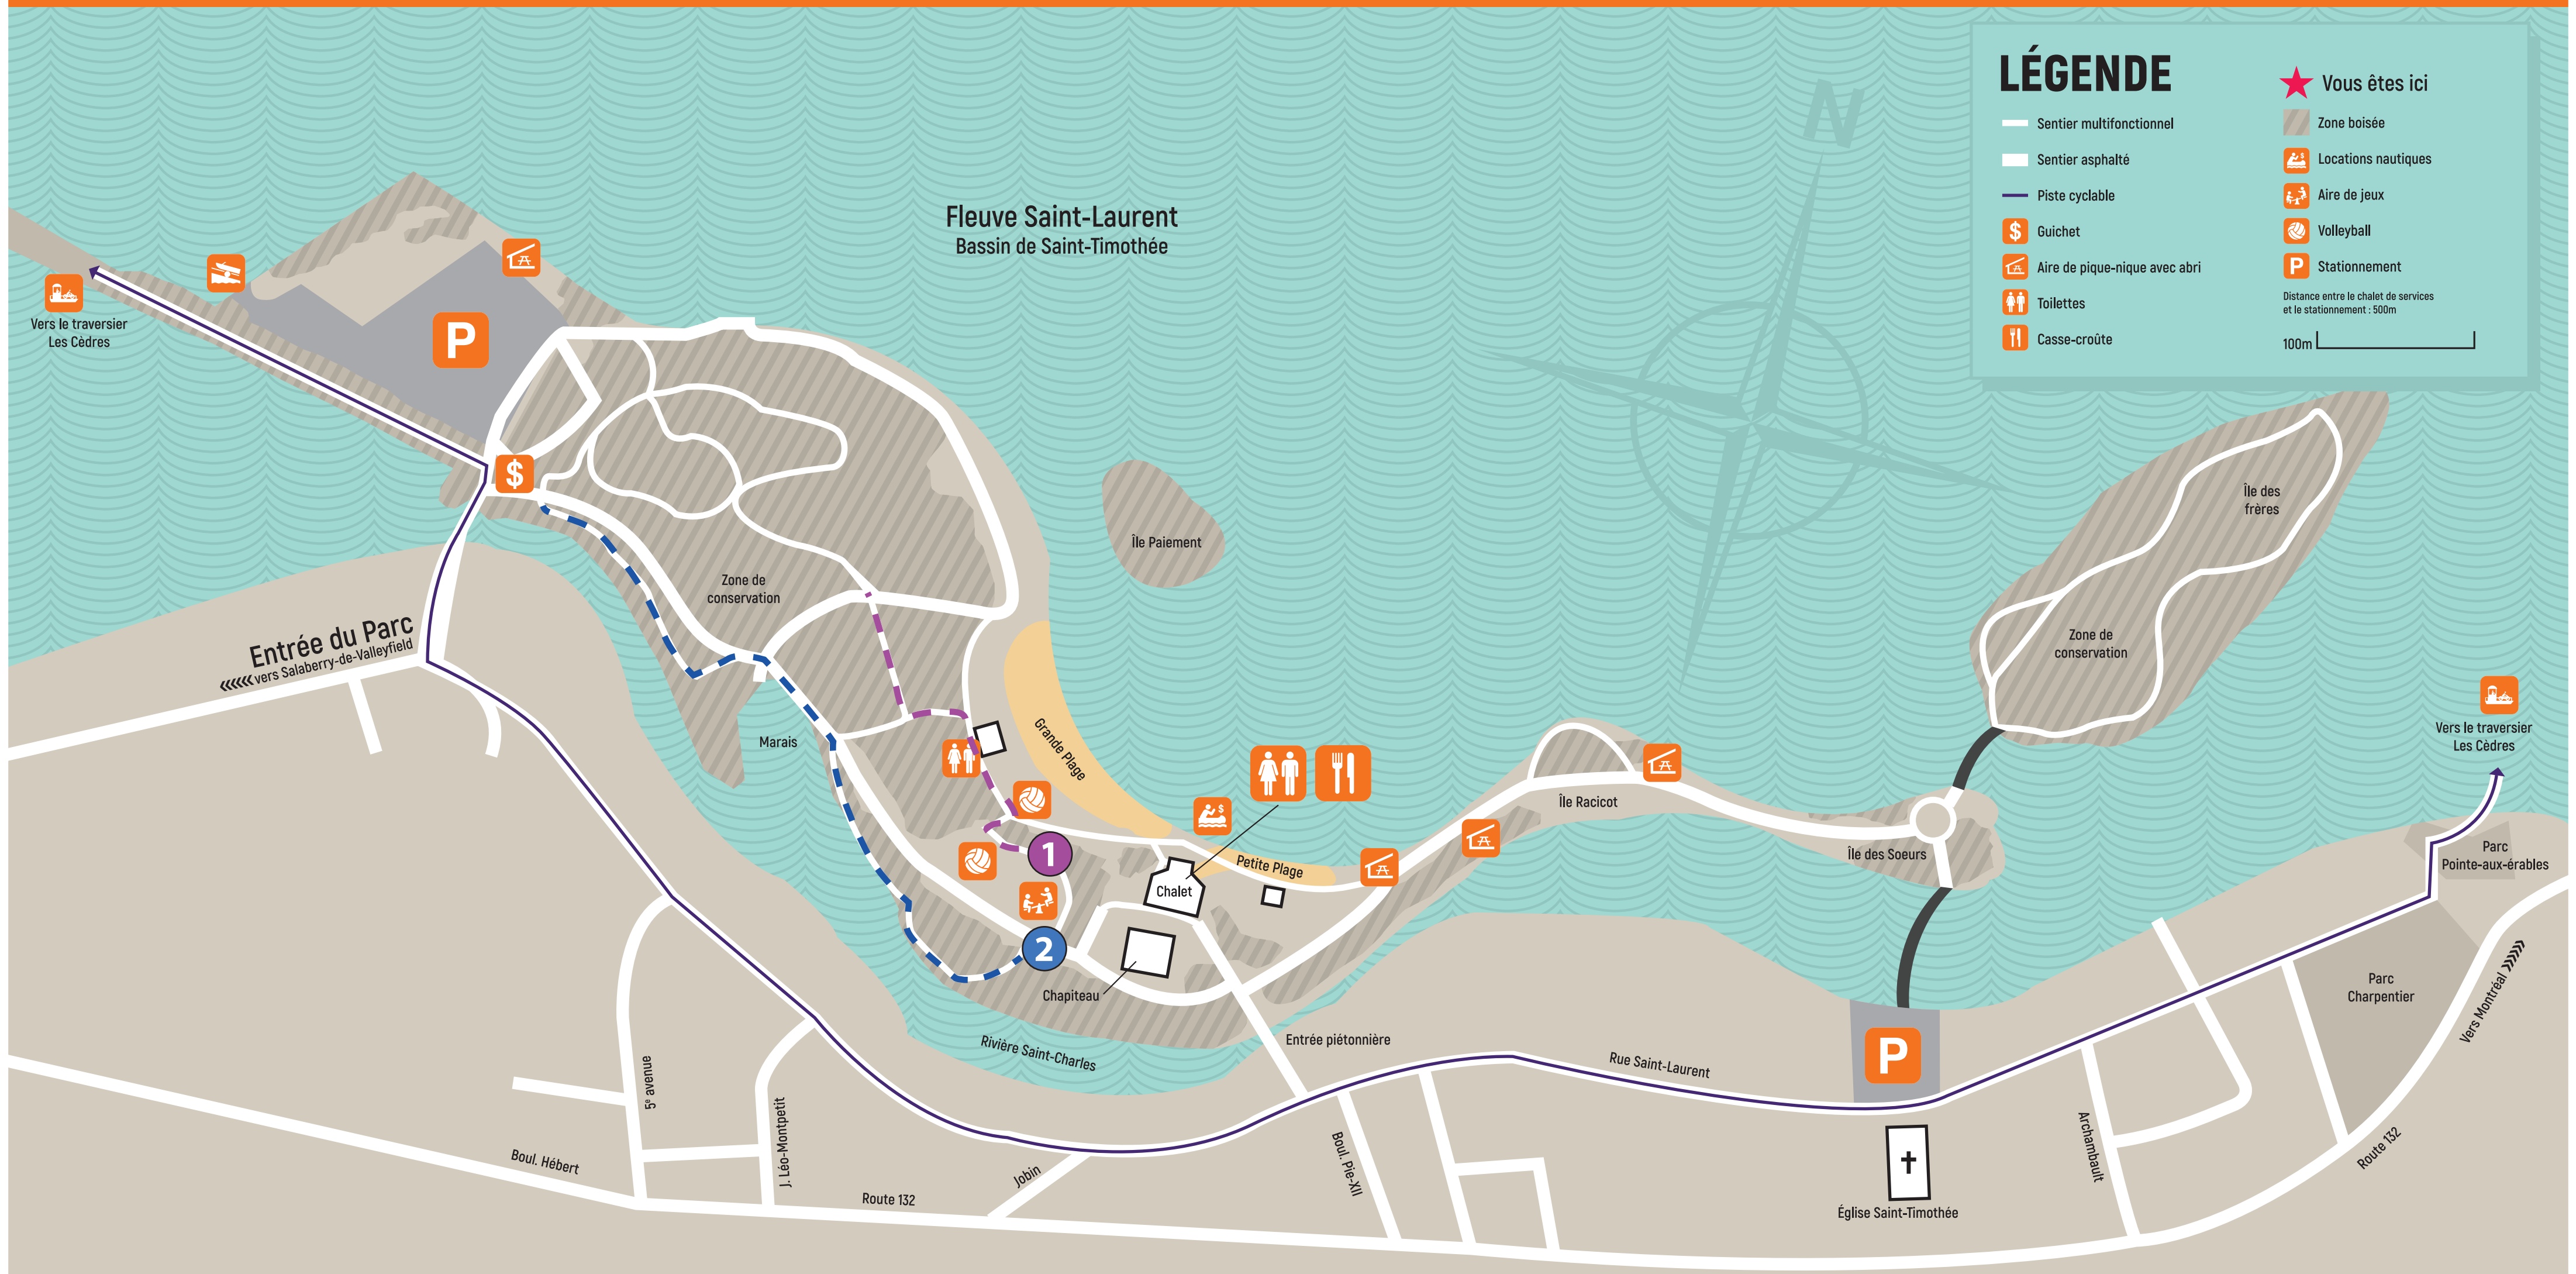 LÉGENDE
Sentier multifonctionnel
Sentier asphalté
Piste cyclable
$ Guichet
Aire de pique-nique avec abri
Toilettes
Casse-croûte
Vous êtes ici
Zone boisée
$ Locations nautiques
Aire de jeux
Volleyball
P Stationnement
Distance entre le chalet de services
et le stationnement : 500m
100m
N
Fleuve Saint-Laurent
Bassin de Saint-Timothée
Vers le traversier
Les Cèdres
P
$
Entrée du Parc
vers Salaberry-de-Valleyfield
Zone de
conservation
Marais
Île Paiement
Grande Plage
$
Petite Plage
1
2
Chalet
Chapiteau
Île Racicot
Île des Soeurs
Île des
frères
Zone de
conservation
Vers le traversier
Les Cèdres
Parc
Pointe-aux-érables
Parc
Charpentier
Vers Montréal
Rivière Saint-Charles
Entrée piétonnière
Rue Saint-Laurent
P
5e avenue
J. Léo-Montpetit
Boul. Hébert
Route 132
Jobin
Boul. Pie-XII
Église Saint-Timothée
Archambault
Route 132